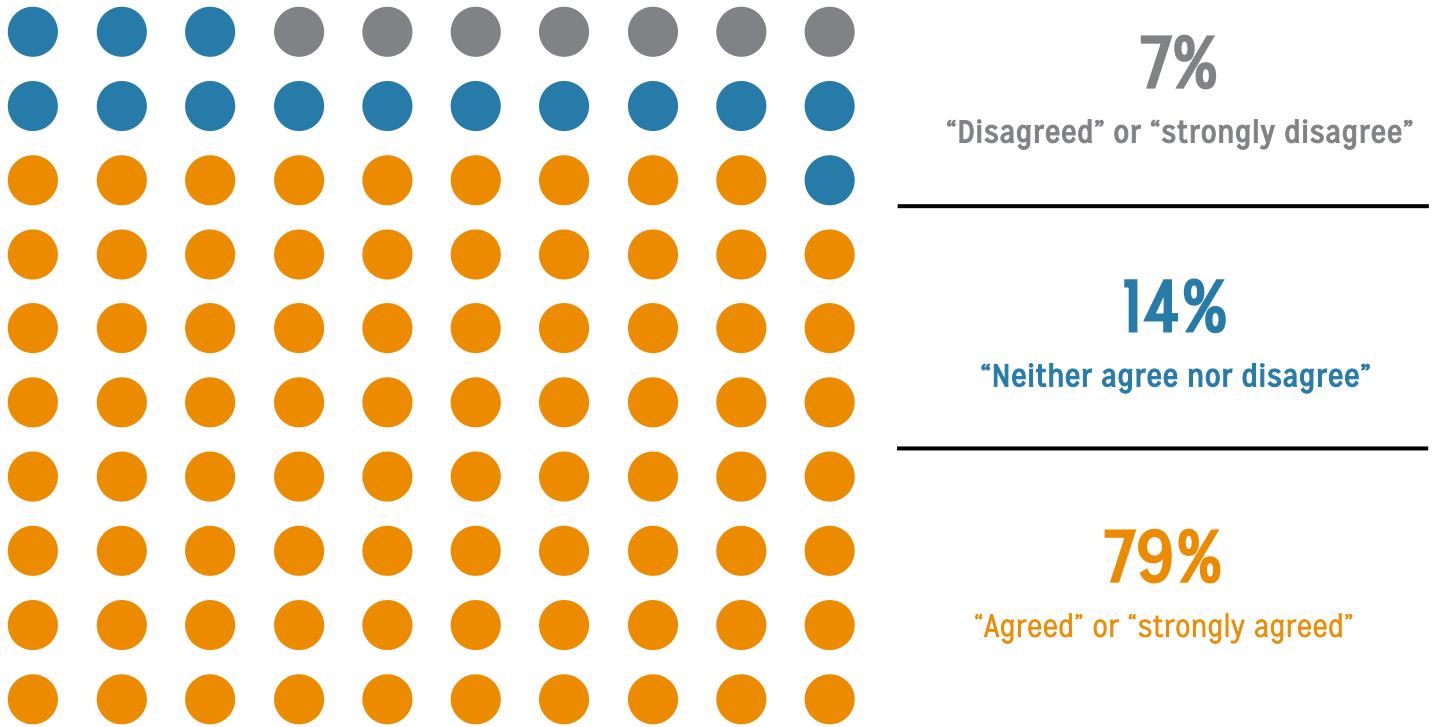 7%
“Disagreed” or “strongly disagree”
14%
“Neither agree nor disagree”
79%
“Agreed” or “strongly agreed”